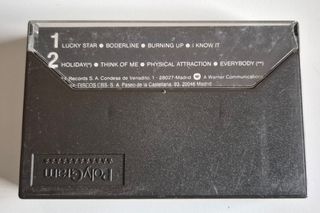 1 LUCKY STAR ● BODERLINE ● BURNING UP ● I KNOW IT
2 HOLIDAY(*) ● THINK OF ME ● PHYSICAL ATTRACTION ● EVERYBODY (**)
Records S. A. Condesa de Venadito, 1 - 28027-Madrid A Warner Communications
DISCOS CBS. S. A. Paseo de la Castellana, 93. 20046 Madrid
PolyGram